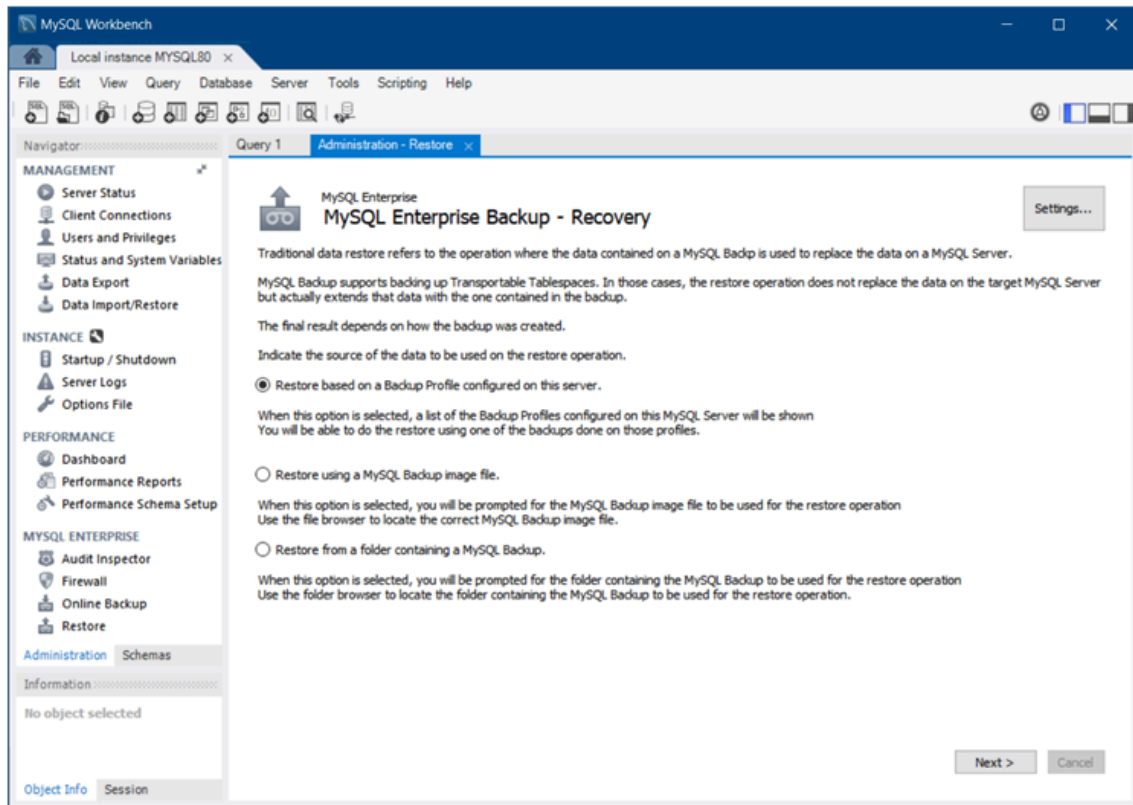 MySQL Workbench
Local instance MYSQL80
File Edit View Query Database Server Tools Scripting Help
Navigator
MANAGEMENT
Server Status
Client Connections
Users and Privileges
Status and System Variables
Data Export
Data Import/Restore
INSTANCE
Startup / Shutdown
Server Logs
Options File
PERFORMANCE
Dashboard
Performance Reports
Performance Schema Setup
MYSQL ENTERPRISE
Audit Inspector
Firewall
Online Backup
Restore
Administration Schemas
Information
No object selected
Object Info Session
Query 1 Administration - Restore
MySQL Enterprise
MySQL Enterprise Backup - Recovery
Settings...
Traditional data restore refers to the operation where the data contained on a MySQL Backp is used to replace the data on a MySQL Server.
MySQL Backup supports backing up Transportable Tablespaces. In those cases, the restore operation does not replace the data on the target MySQL Server
but actually extends that data with the one contained in the backup.
The final result depends on how the backup was created.
Indicate the source of the data to be used on the restore operation.
Restore based on a Backup Profile configured on this server.
When this option is selected, a list of the Backup Profiles configured on this MySQL Server will be shown
You will be able to do the restore using one of the backups done on those profiles.
Restore using a MySQL Backup image file.
When this option is selected, you will be prompted for the MySQL Backup image file to be used for the restore operation
Use the file browser to locate the correct MySQL Backup image file.
Restore from a folder containing a MySQL Backup.
When this option is selected, you will be prompted for the folder containing the MySQL Backup to be used for the restore operation
Use the folder browser to locate the folder containing the MySQL Backup to be used for the restore operation.
Next > Cancel